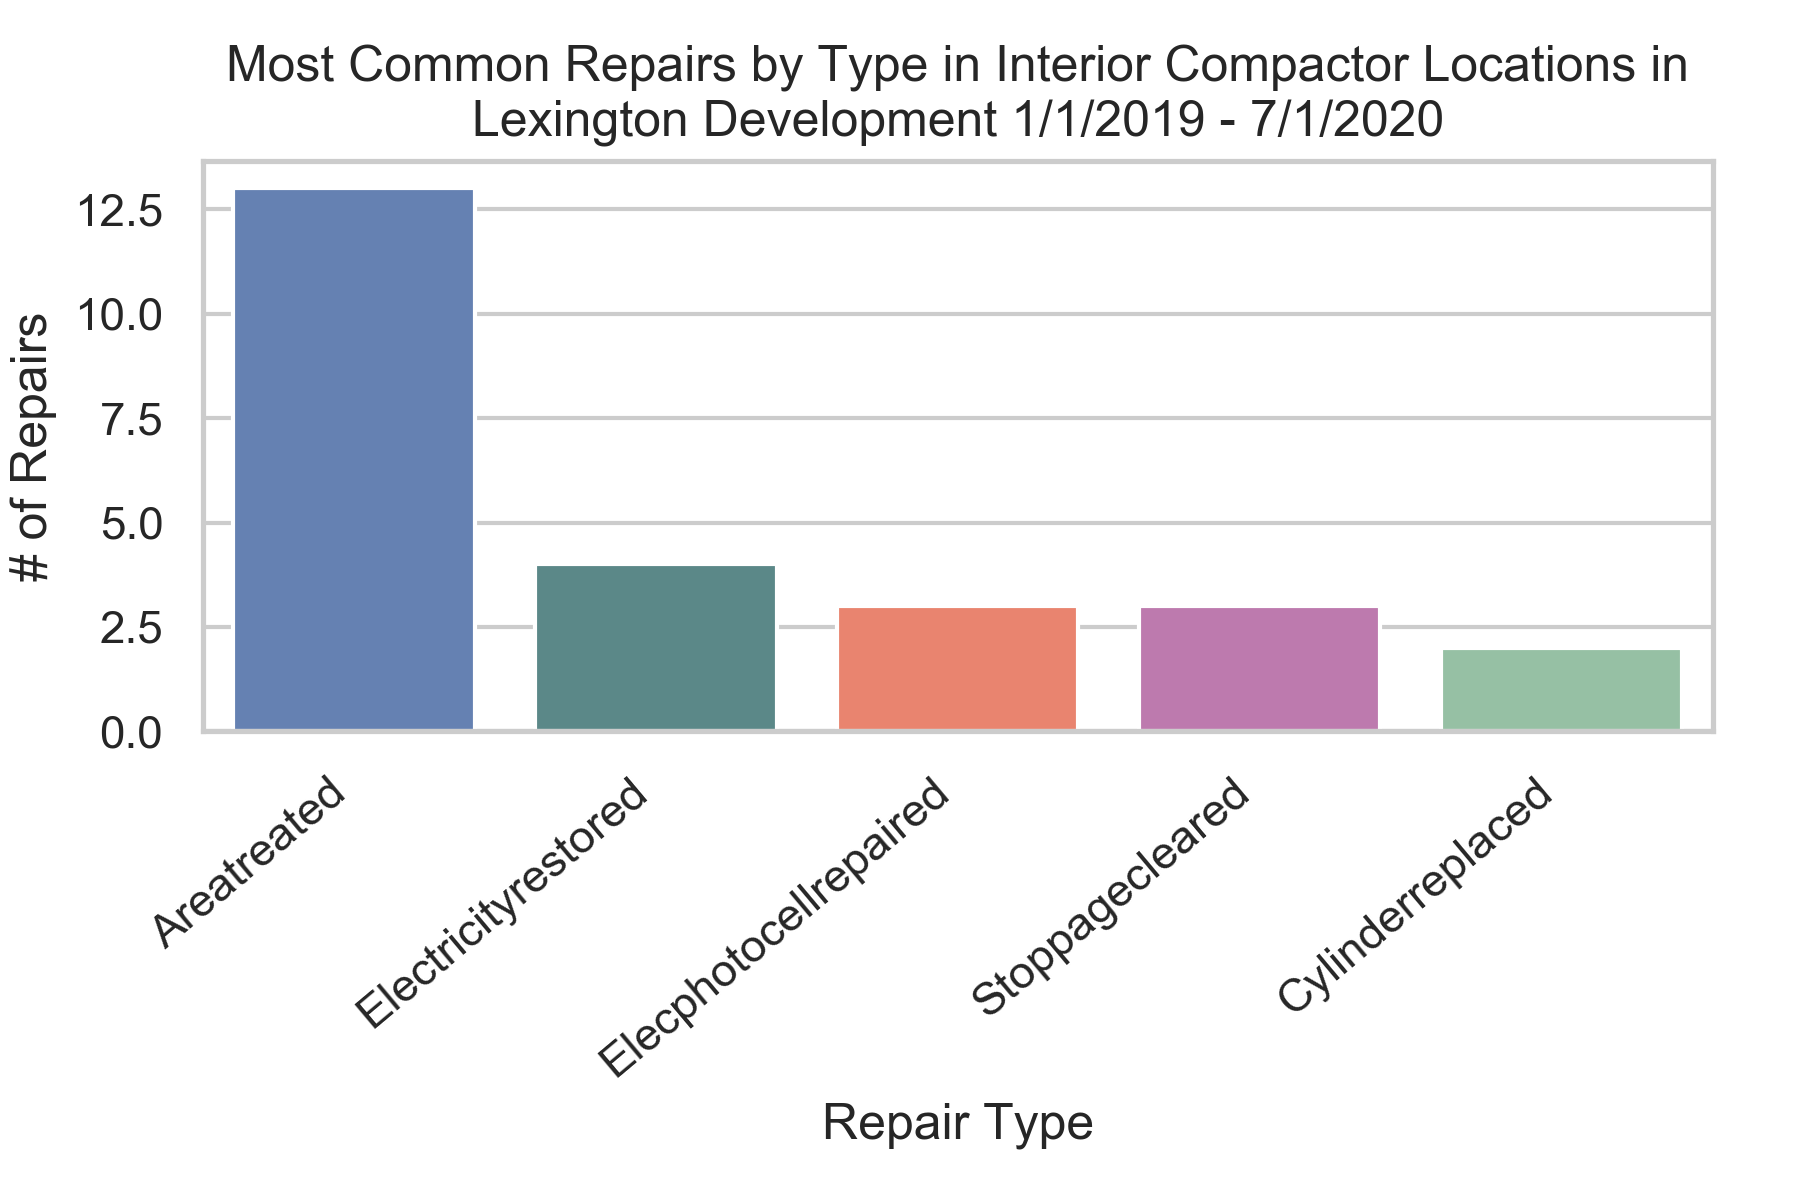 Most Common Repairs by Type in Interior Compactor Locations in
Lexington Development 1/1/2019 - 7/1/2020
# of Repairs
12.5
10.0
7.5
5.0
2.5
0.0
Areatreated
Electricityrestored
Elecphotocellrepaired
Stoppagecleared
Cylinderreplaced
Repair Type